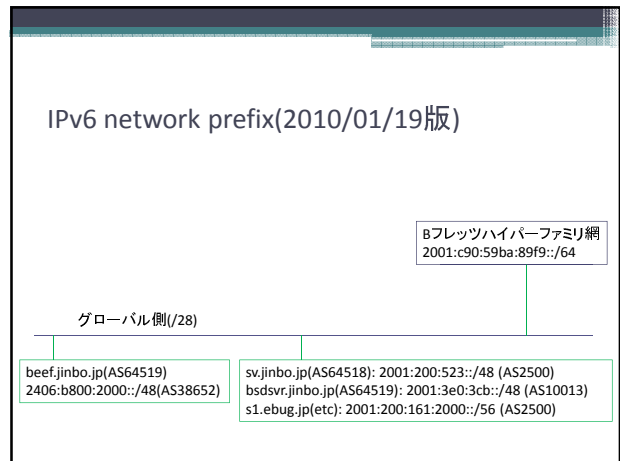 IPv6 network prefix(2010/01/19版)
Bフレッツハイパーファミリ網
2001:c90:59ba:89f9::/64
グローバル側(/28)
beef.jinbo.jp(AS64519)
2406:b800:2000::/48(AS38652)
sv.jinbo.jp(AS64518): 2001:200:523::/48 (AS2500)
bsdsvr.jinbo.jp(AS64519): 2001:3e0:3cb::/48 (AS10013)
s1.ebug.jp(etc): 2001:200:161:2000::/56 (AS2500)